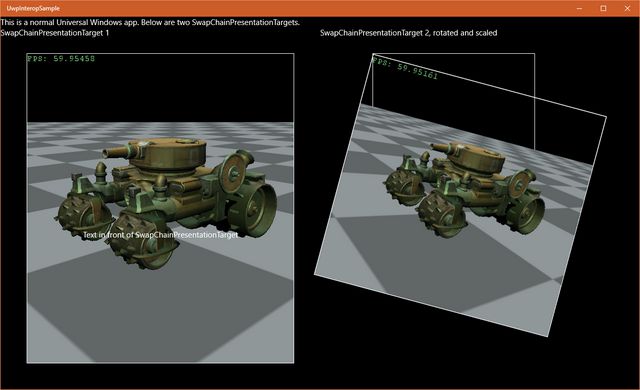 UwpInteropSample
This is a normal Universal Windows app. Below are two SwapChainPresentationTargets.
SwapChainPresentationTarget 1
SwapChainPresentationTarget 2, rotated and scaled
FPS: 59.95458
FPS: 59.95161
Text in front of SwapChainPresentationTarget